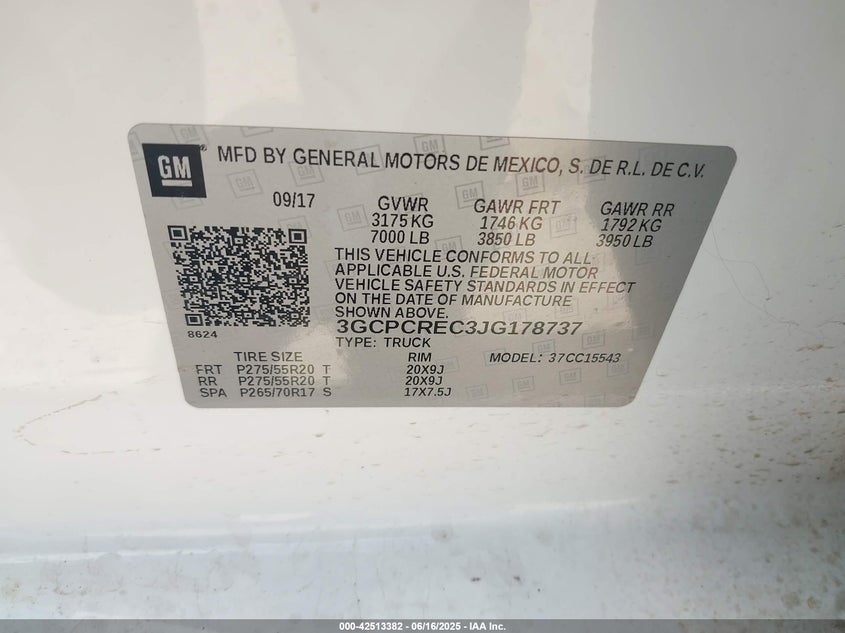 GM
MFD BY GENERAL MOTORS DE MEXICO, S. DE R.L. DE C.V.
09/17 GVWR GAWR FRT GAWR RR
3175 KG 1746 KG 1792 KG
7000 LB 3850 LB 3950 LB
THIS VEHICLE CONFORMS TO ALL
APPLICABLE U.S. FEDERAL MOTOR
VEHICLE SAFETY STANDARDS IN EFFECT
ON THE DATE OF MANUFACTURE
SHOWN ABOVE.
8624
3GCPCREC3JG178737
TYPE: TRUCK
TIRE SIZE RIM MODEL: 37CC15543
FRT P275/55R20 T 20X9J
RR P275/55R20 T 20X9J
SPA P265/70R17 S 17X7.5J
000-42513382 - 06/16/2025 - IAA Inc.